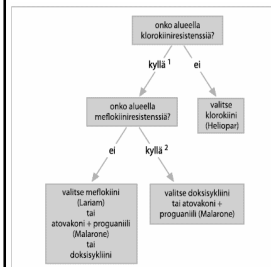 onko alueella
klorokiiniresistenssiä?
kyllä 1
ei
onko alueella
meflokiiniresistenssiä?
valitse
klorokiini
(Heliopar)
ei
kyllä 2
valitse meflokiini
(Lariam)
tai
atovakoni + proguaniili
(Malarone)
tai
doksisykliini
valitse doksisykliini
tai atovakoni +
proguaniili (Malarone)